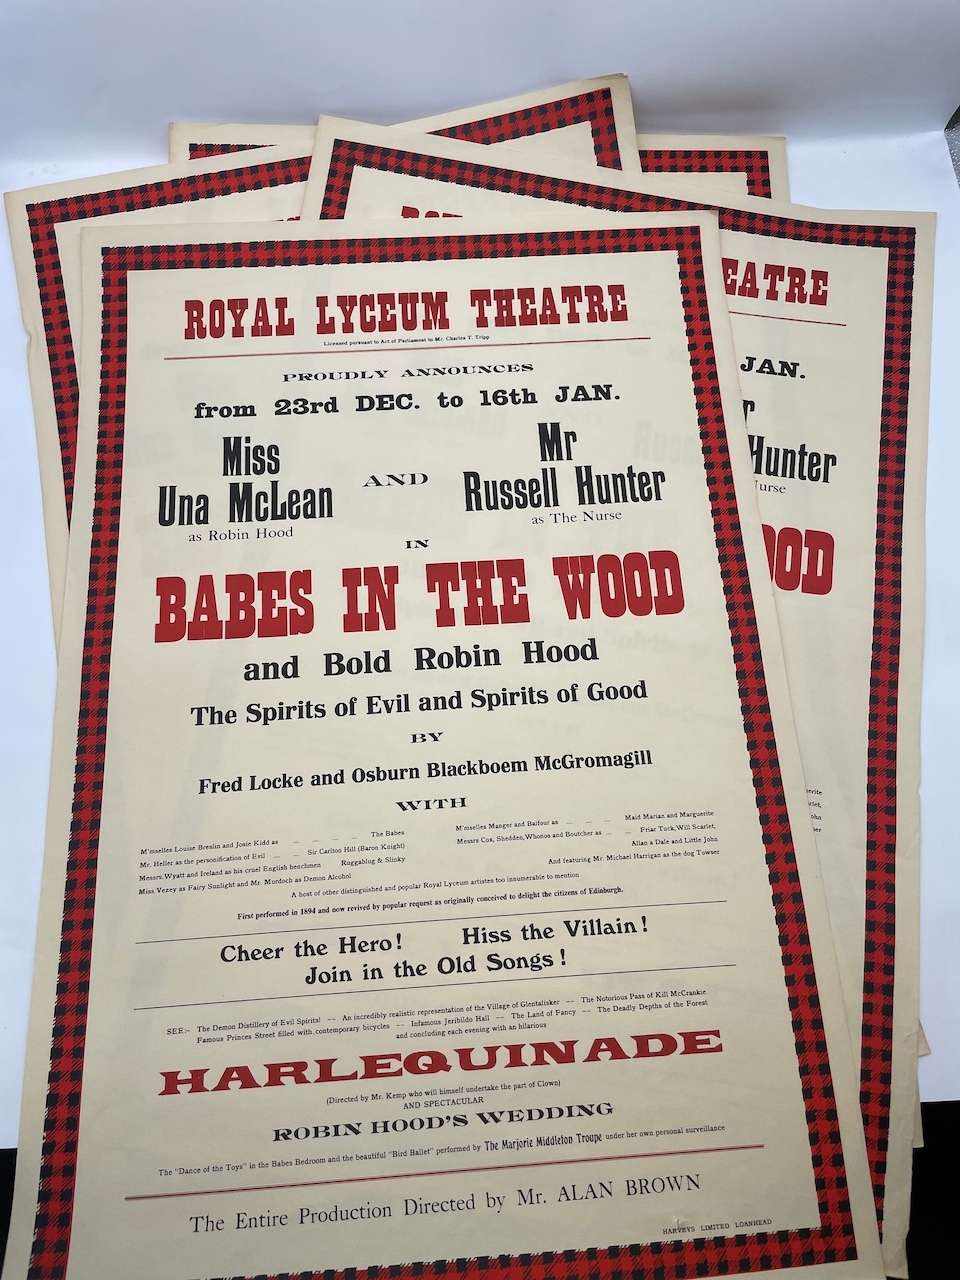 ROYAL LYCEUM THEATRE
Licensed pursuant to Act of Parliament to Mr. Charles T. Tripp
PROUDLY ANNOUNCES
from 23rd DEC. to 16th JAN.
Miss
Una McLean
as Robin Hood
AND
Mr
Russell Hunter
as The Nurse
IN
BABES IN THE WOOD
and Bold Robin Hood
The Spirits of Evil and Spirits of Good
BY
Fred Locke and Osburn Blackboem McGromagill
WITH
M'mselles Louise Breslin and Josie Kidd as — — — The Babes
Mr. Heller as the personification of Evil — — Sir Carlton Hill (Baron Knight)
Messrs. Wyatt and Ireland as his cruel English henchmen Ruggablug & Slinky
Miss Vezey as Fairy Sunlight and Mr. Murdoch as Demon Alcohol
M'mselles Manger and Balfour as — — — Maid Marian and Marguerite
Messrs Cox, Shedden, Whonos and Boutcher as — — Friar Tuck, Will Scarlet,
Allan a Dale and Little John
And featuring Mr. Michael Harrigan as the dog Towser
A host of other distinguished and popular Royal Lyceum artistes too innumerable to mention
First performed in 1894 and now revived by popular request as originally conceived to delight the citizens of Edinburgh.
Cheer the Hero! Hiss the Villain!
Join in the Old Songs!
SEE:- The Demon Distillery of Evil Spirits! -- An incredibly realistic representation of the Village of Glentalisker -- The Notorious Pass of Kill McCrankie
Famous Princes Street filled with contemporary bicycles -- Infamous Jeribildo Hall -- The Land of Fancy -- The Deadly Depths of the Forest
and concluding each evening with an hilarious
HARLEQUINADE
(Directed by Mr. Kemp who will himself undertake the part of Clown)
AND SPECTACULAR
ROBIN HOOD'S WEDDING
The "Dance of the Toys" in the Babes Bedroom and the beautiful "Bird Ballet" performed by The Marjorie Middleton Troupe under her own personal surveillance
The Entire Production Directed by Mr. ALAN BROWN
HARVEYS LIMITED LOANHEAD
EATRE
JAN.
Hunter
urse
OOD